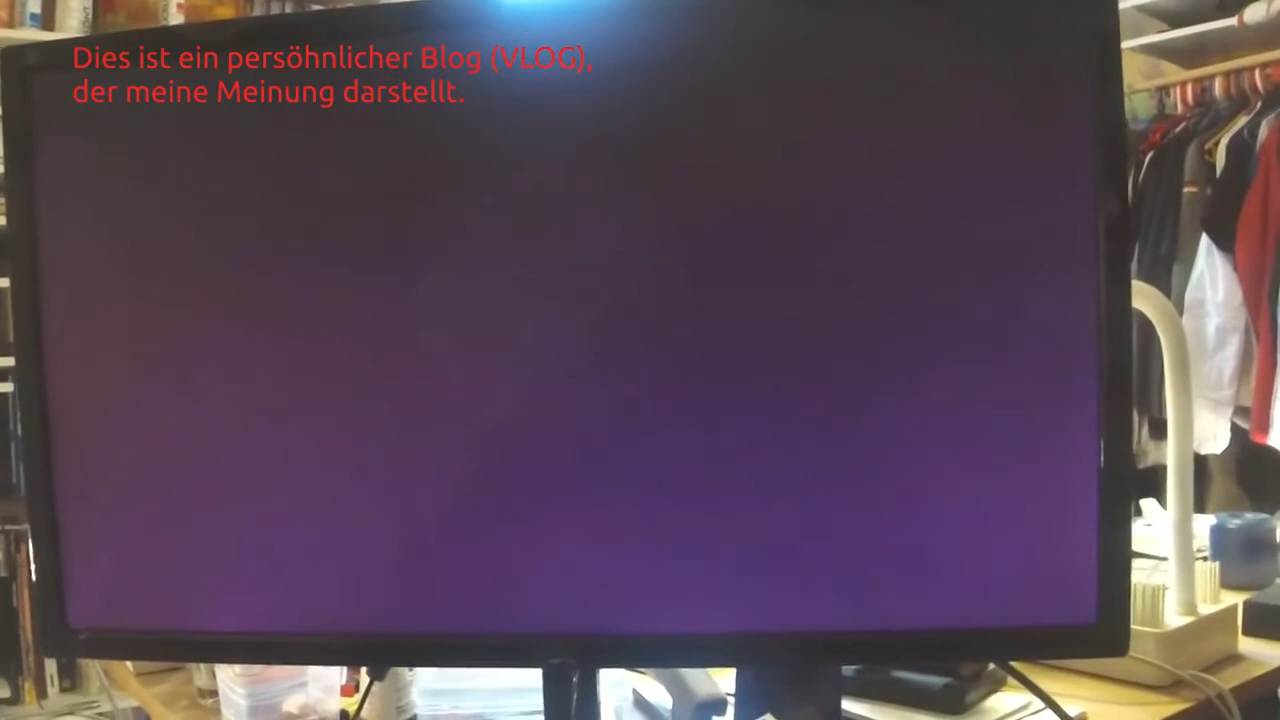 Dies ist ein persöhnlicher Blog (VLOG),
der meine Meinung darstellt.